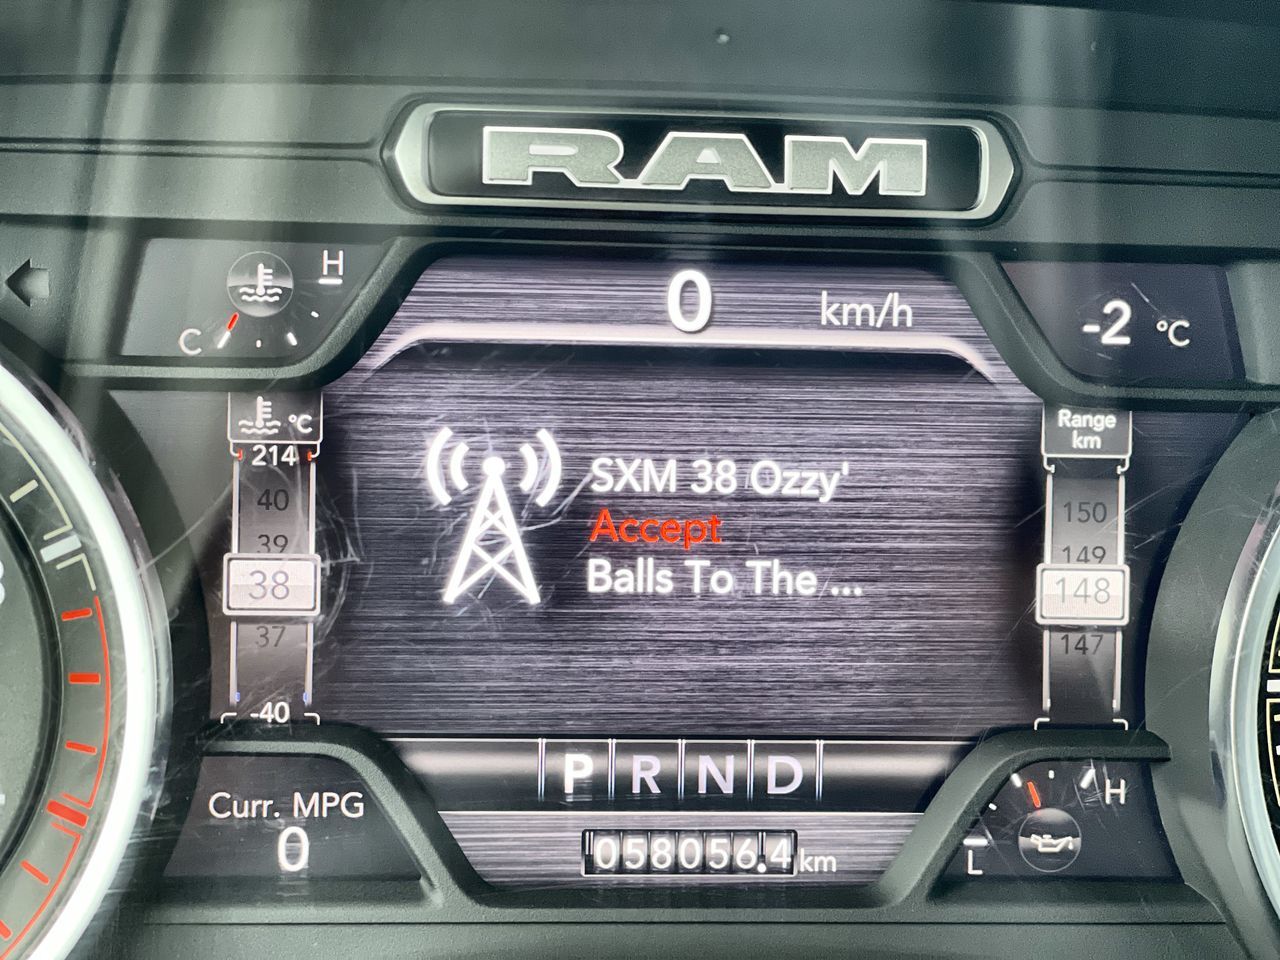 RAM
H
C
0 km/h
-2 °C
°C
214
40
39
38
37
-40
SXM 38 Ozzy'
Accept
Balls To The ...
Range
km
150
149
148
147
P R N D
Curr. MPG
0
058056.4 km
H
L